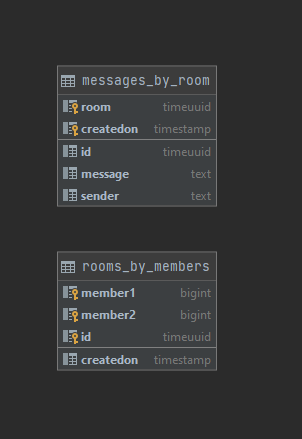 messages_by_room
room timeuuid
createdon timestamp
id timeuuid
message text
sender text
rooms_by_members
member1 bigint
member2 bigint
id timeuuid
createdon timestamp